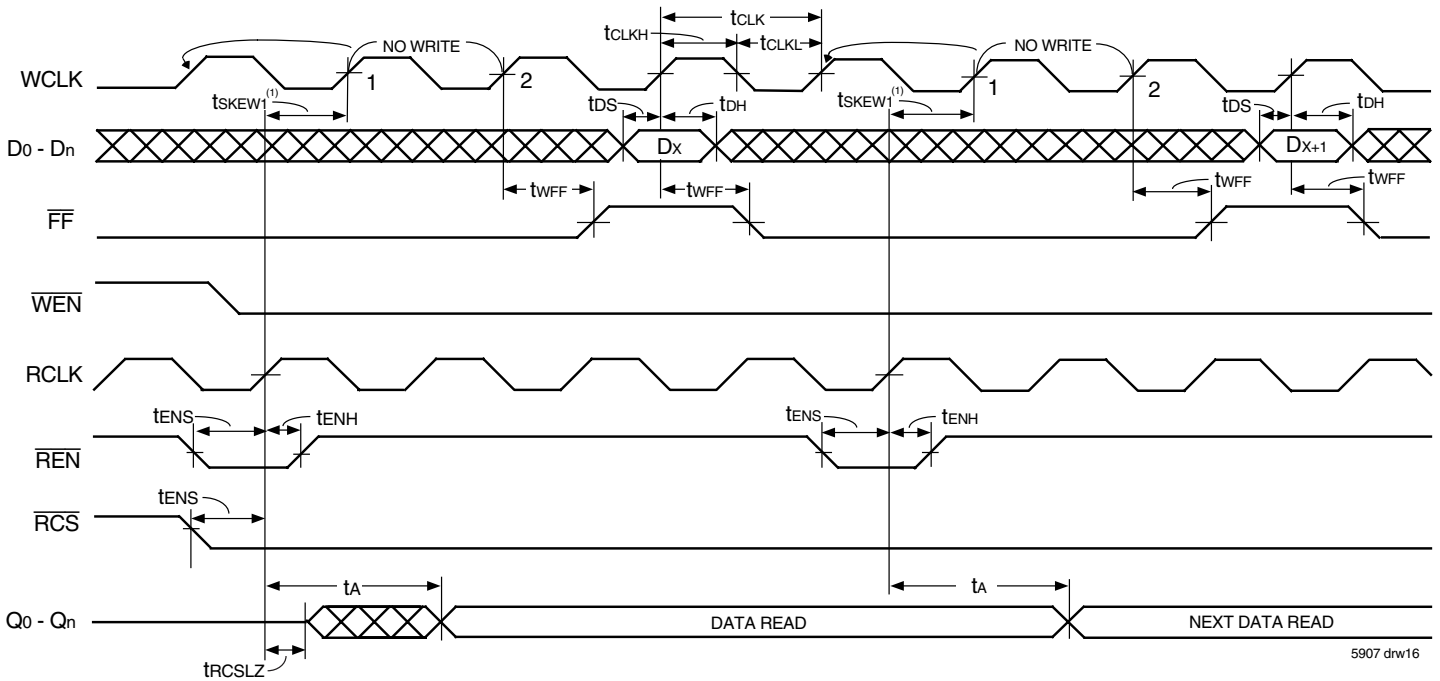 tCLK
tCLKH
tCLKL
NO WRITE
NO WRITE
WCLK
1
2
1
2
tSKEW1(1)
tDS
tDH
tSKEW1(1)
tDS
tDH
D0 - Dn
DX
DX+1
tWFF
tWFF
tWFF
tWFF
FF
WEN
RCLK
tENS
tENH
tENS
tENH
REN
tENS
RCS
tA
tA
Q0 - Qn
DATA READ
NEXT DATA READ
tRCSLZ
5907 drw16